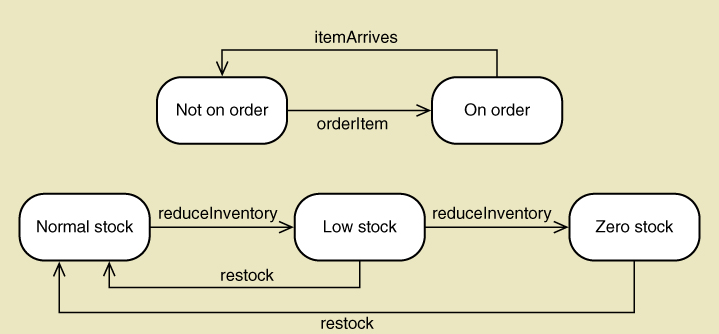 itemArrives
Not on order
On order
orderItem
Normal stock
reduceInventory
Low stock
reduceInventory
Zero stock
restock
restock